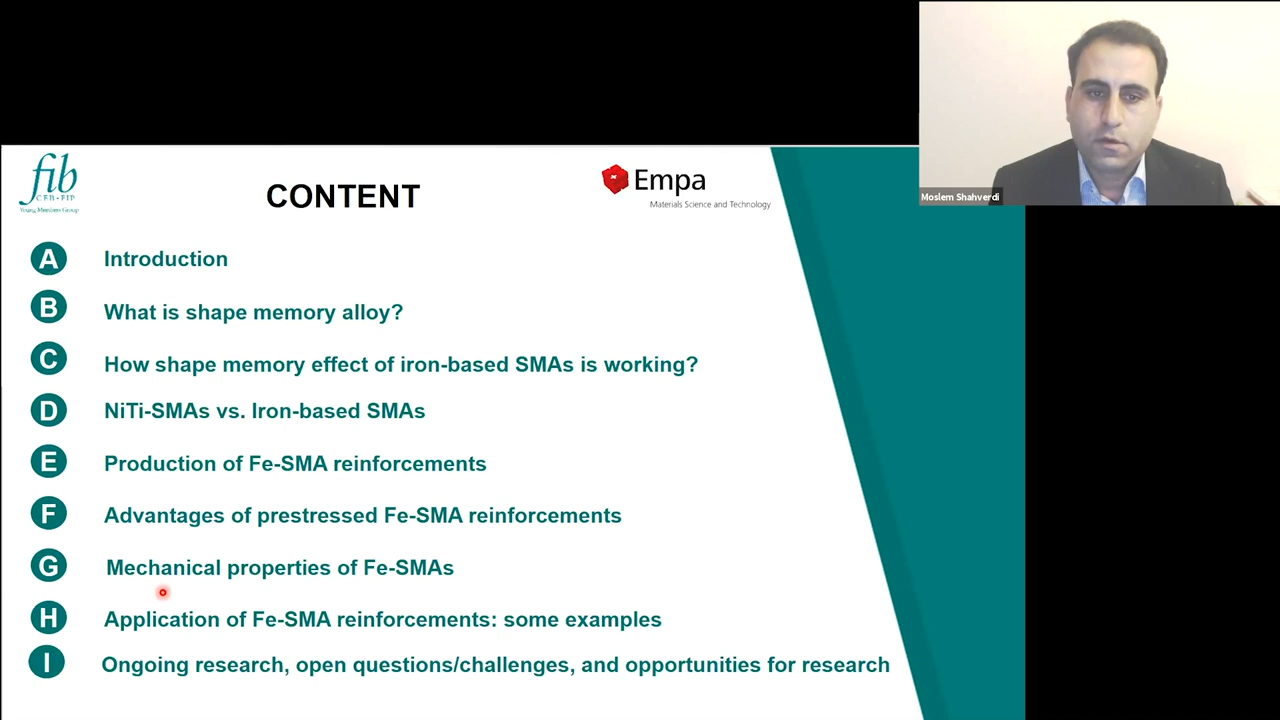 fib
CEB-FIP
Young Members Group
CONTENT
Empa
Materials Science and Technology
Moslem Shahverdi
A Introduction
B What is shape memory alloy?
C How shape memory effect of iron-based SMAs is working?
D NiTi-SMAs vs. Iron-based SMAs
E Production of Fe-SMA reinforcements
F Advantages of prestressed Fe-SMA reinforcements
G Mechanical properties of Fe-SMAs
H Application of Fe-SMA reinforcements: some examples
I Ongoing research, open questions/challenges, and opportunities for research